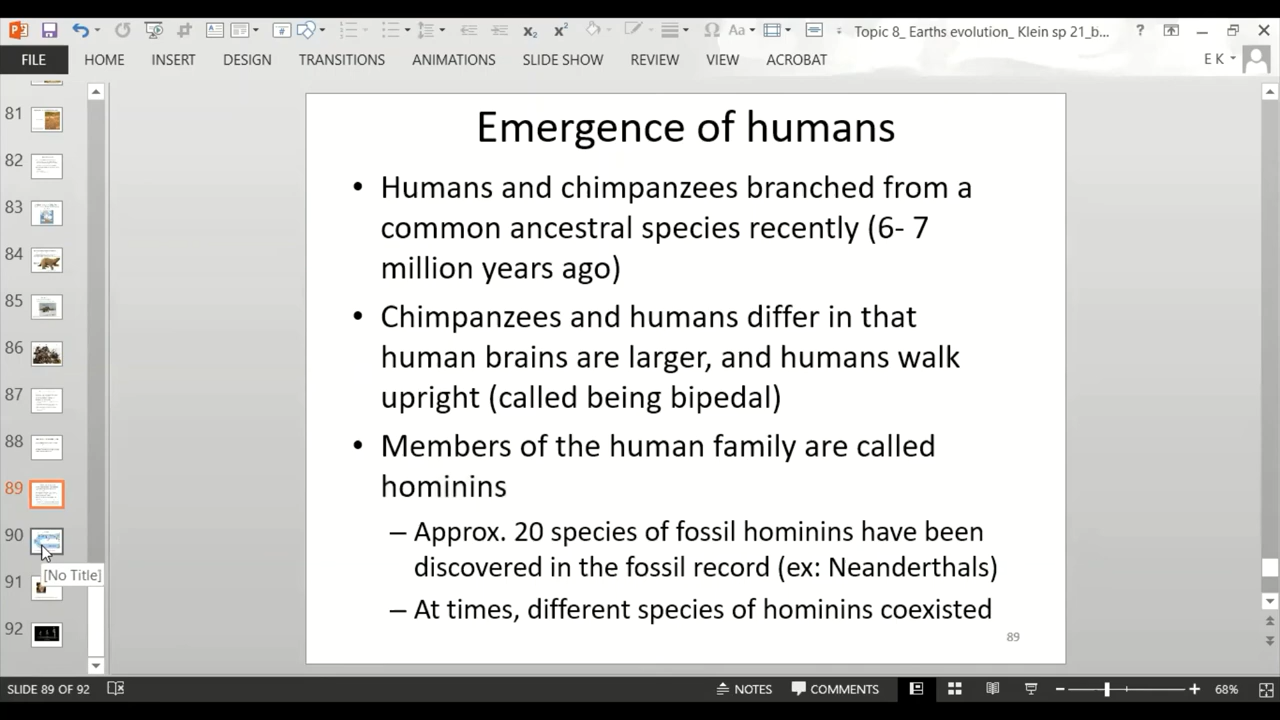 Topic 8_ Earths evolution_ Klein sp 21_b...
FILE HOME INSERT DESIGN TRANSITIONS ANIMATIONS SLIDE SHOW REVIEW VIEW ACROBAT E K
81
82
83
84
85
86
87
88
89
90
[No Title]
91
92
Emergence of humans
• Humans and chimpanzees branched from a
common ancestral species recently (6- 7
million years ago)
• Chimpanzees and humans differ in that
human brains are larger, and humans walk
upright (called being bipedal)
• Members of the human family are called
hominins
– Approx. 20 species of fossil hominins have been
discovered in the fossil record (ex: Neanderthals)
– At times, different species of hominins coexisted
89
SLIDE 89 OF 92 NOTES COMMENTS 68%